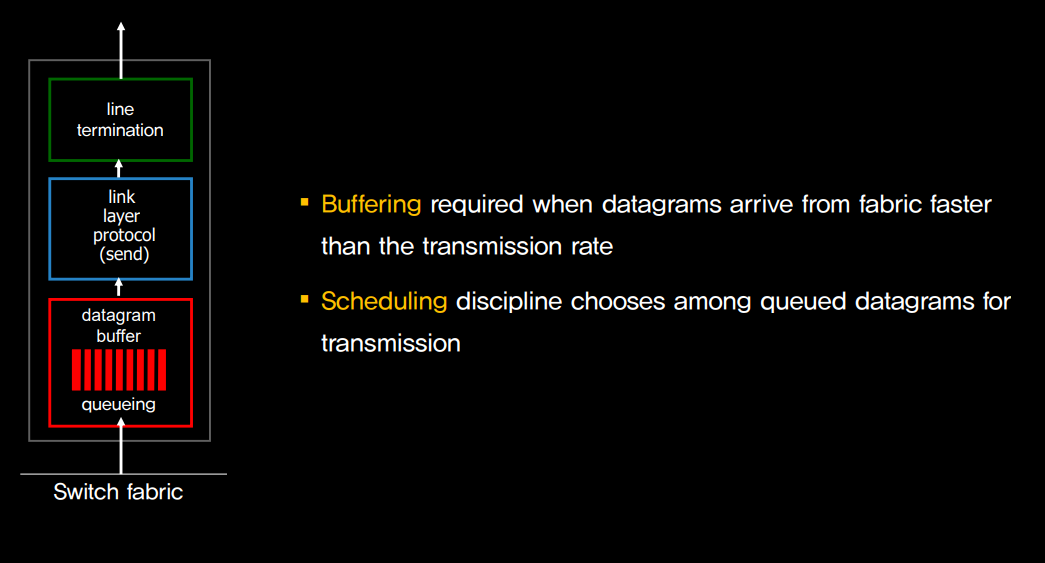 line
termination
link
layer
protocol
(send)
datagram
buffer
queueing
Switch fabric
▪ Buffering required when datagrams arrive from fabric faster
than the transmission rate
▪ Scheduling discipline chooses among queued datagrams for
transmission